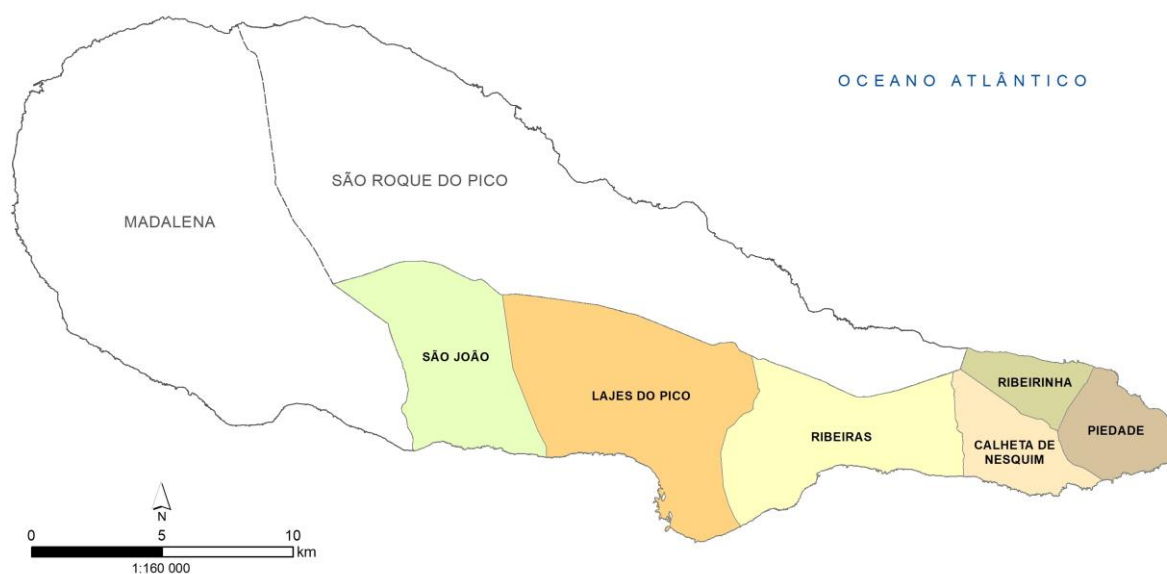 OCEANO ATLÂNTICO
SÃO ROQUE DO PICO
MADALENA
SÃO JOÃO
LAJES DO PICO
RIBEIRAS
RIBEIRINHA
CALHETA DE
NESQUIM
PIEDADE
N
0 5 10
km
1:160 000